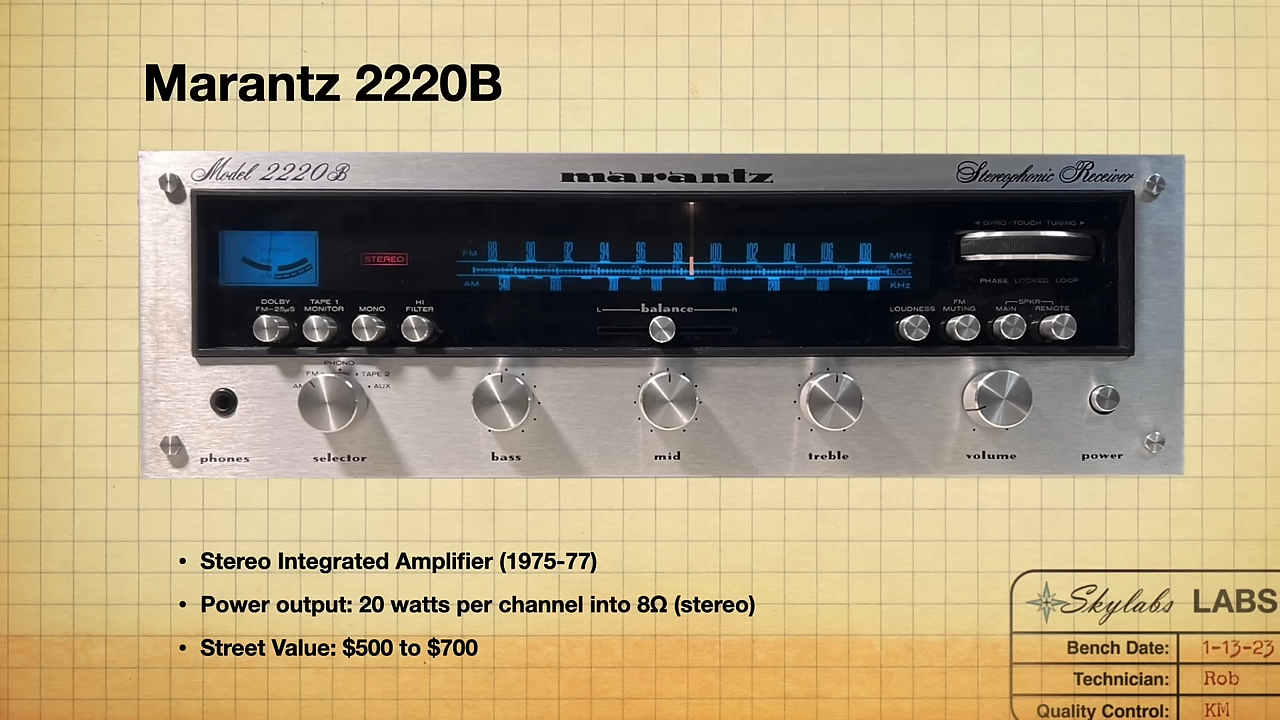 Marantz 2220B
Model 2220B
marantz
Stereophonic Receiver
◄ GYRO-TOUCH TUNING ►
STEREO
FM 88 90 92 94 96 98 100 102 104 106 108 MHz
LOG
AM KHz
PHASE LOCKED LOOP
DOLBY FM-25µS
TAPE 1 MONITOR
MONO
HI FILTER
L balance R
LOUDNESS
FM MUTING
SPKR
MAIN REMOTE
PHONO
FM TAPE 2
AM AUX
phones selector bass mid treble volume power
• Stereo Integrated Amplifier (1975-77)
• Power output: 20 watts per channel into 8Ω (stereo)
• Street Value: $500 to $700
Skylabs LABS
Bench Date: 1-13-23
Technician: Rob
Quality Control: KM